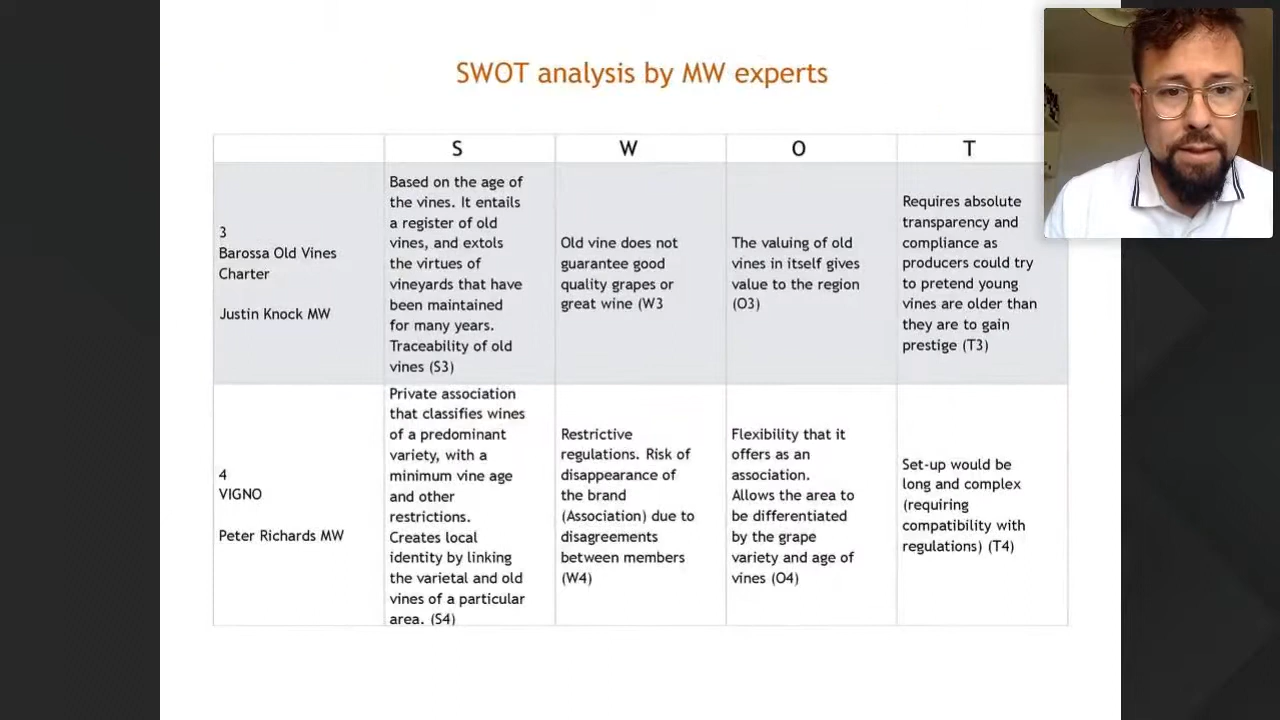 SWOT analysis by MW experts
S
W
O
T
3
Barossa Old Vines
Charter
Justin Knock MW
Based on the age of
the vines. It entails
a register of old
vines, and extols
the virtues of
vineyards that have
been maintained
for many years.
Traceability of old
vines (S3)
Old vine does not
guarantee good
quality grapes or
great wine (W3
The valuing of old
vines in itself gives
value to the region
(O3)
Requires absolute
transparency and
compliance as
producers could try
to pretend young
vines are older than
they are to gain
prestige (T3)
4
VIGNO
Peter Richards MW
Private association
that classifies wines
of a predominant
variety, with a
minimum vine age
and other
restrictions.
Creates local
identity by linking
the varietal and old
vines of a particular
area. (S4)
Restrictive
regulations. Risk of
disappearance of
the brand
(Association) due to
disagreements
between members
(W4)
Flexibility that it
offers as an
association.
Allows the area to
be differentiated
by the grape
variety and age of
vines (O4)
Set-up would be
long and complex
(requiring
compatibility with
regulations) (T4)